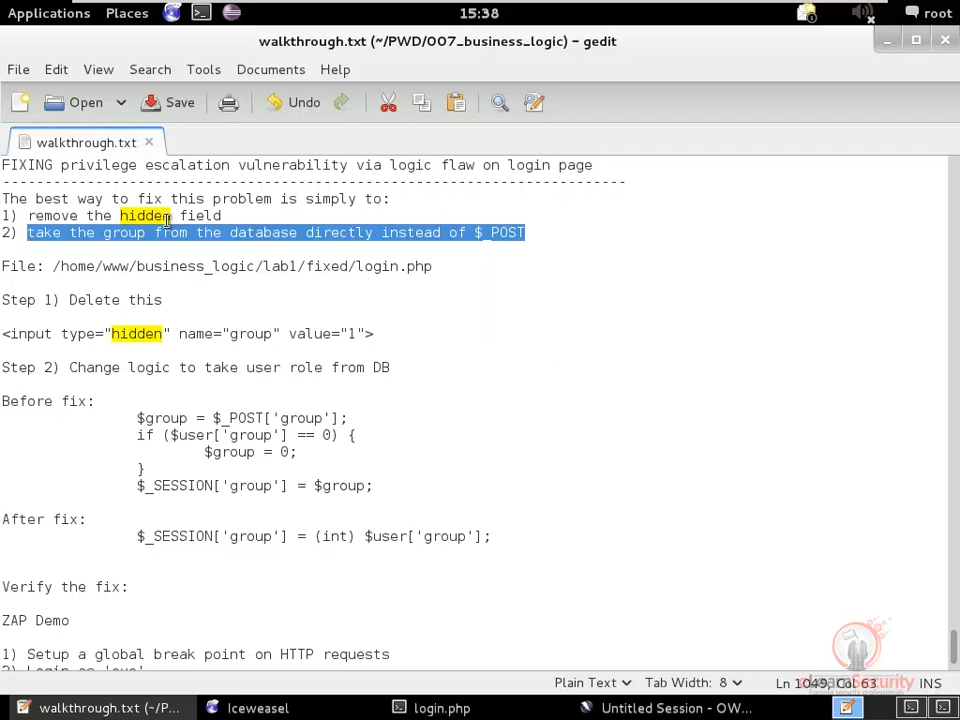 Applications Places 15:38 root
walkthrough.txt (~/PWD/007_business_logic) - gedit
File Edit View Search Tools Documents Help
Open Save Undo
walkthrough.txt
FIXING privilege escalation vulnerability via logic flaw on login page
--------------------------------------------------------------------------
The best way to fix this problem is simply to:
1) remove the hidden field
2) take the group from the database directly instead of $_POST
File: /home/www/business_logic/lab1/fixed/login.php
Step 1) Delete this
<input type="hidden" name="group" value="1">
Step 2) Change logic to take user role from DB
Before fix:
$group = $_POST['group'];
if ($user['group'] == 0) {
$group = 0;
}
$_SESSION['group'] = $group;
After fix:
$_SESSION['group'] = (int) $user['group'];
Verify the fix:
ZAP Demo
1) Setup a global break point on HTTP requests
Plain Text Tab Width: 8 Ln 1049, Col 63 INS
eLearnSecurity
Forging security professionals
walkthrough.txt (~/P... Iceweasel login.php Untitled Session - OW...